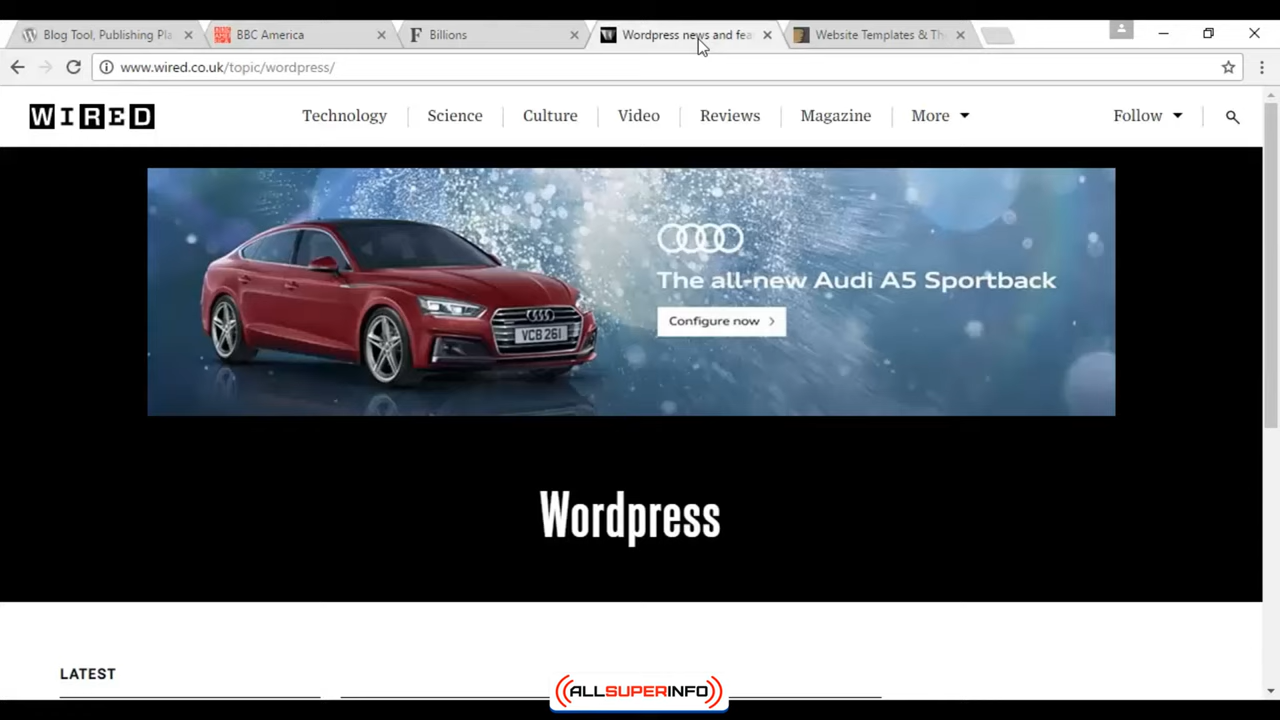 Blog Tool, Publishing Pla
BBC America
Billions
Wordpress news and fea
Website Templates & Th
www.wired.co.uk/topic/wordpress/
WIRED
Technology
Science
Culture
Video
Reviews
Magazine
More
Follow
The all-new Audi A5 Sportback
Configure now
VCB 261
Wordpress
LATEST
ALLSUPERINFO